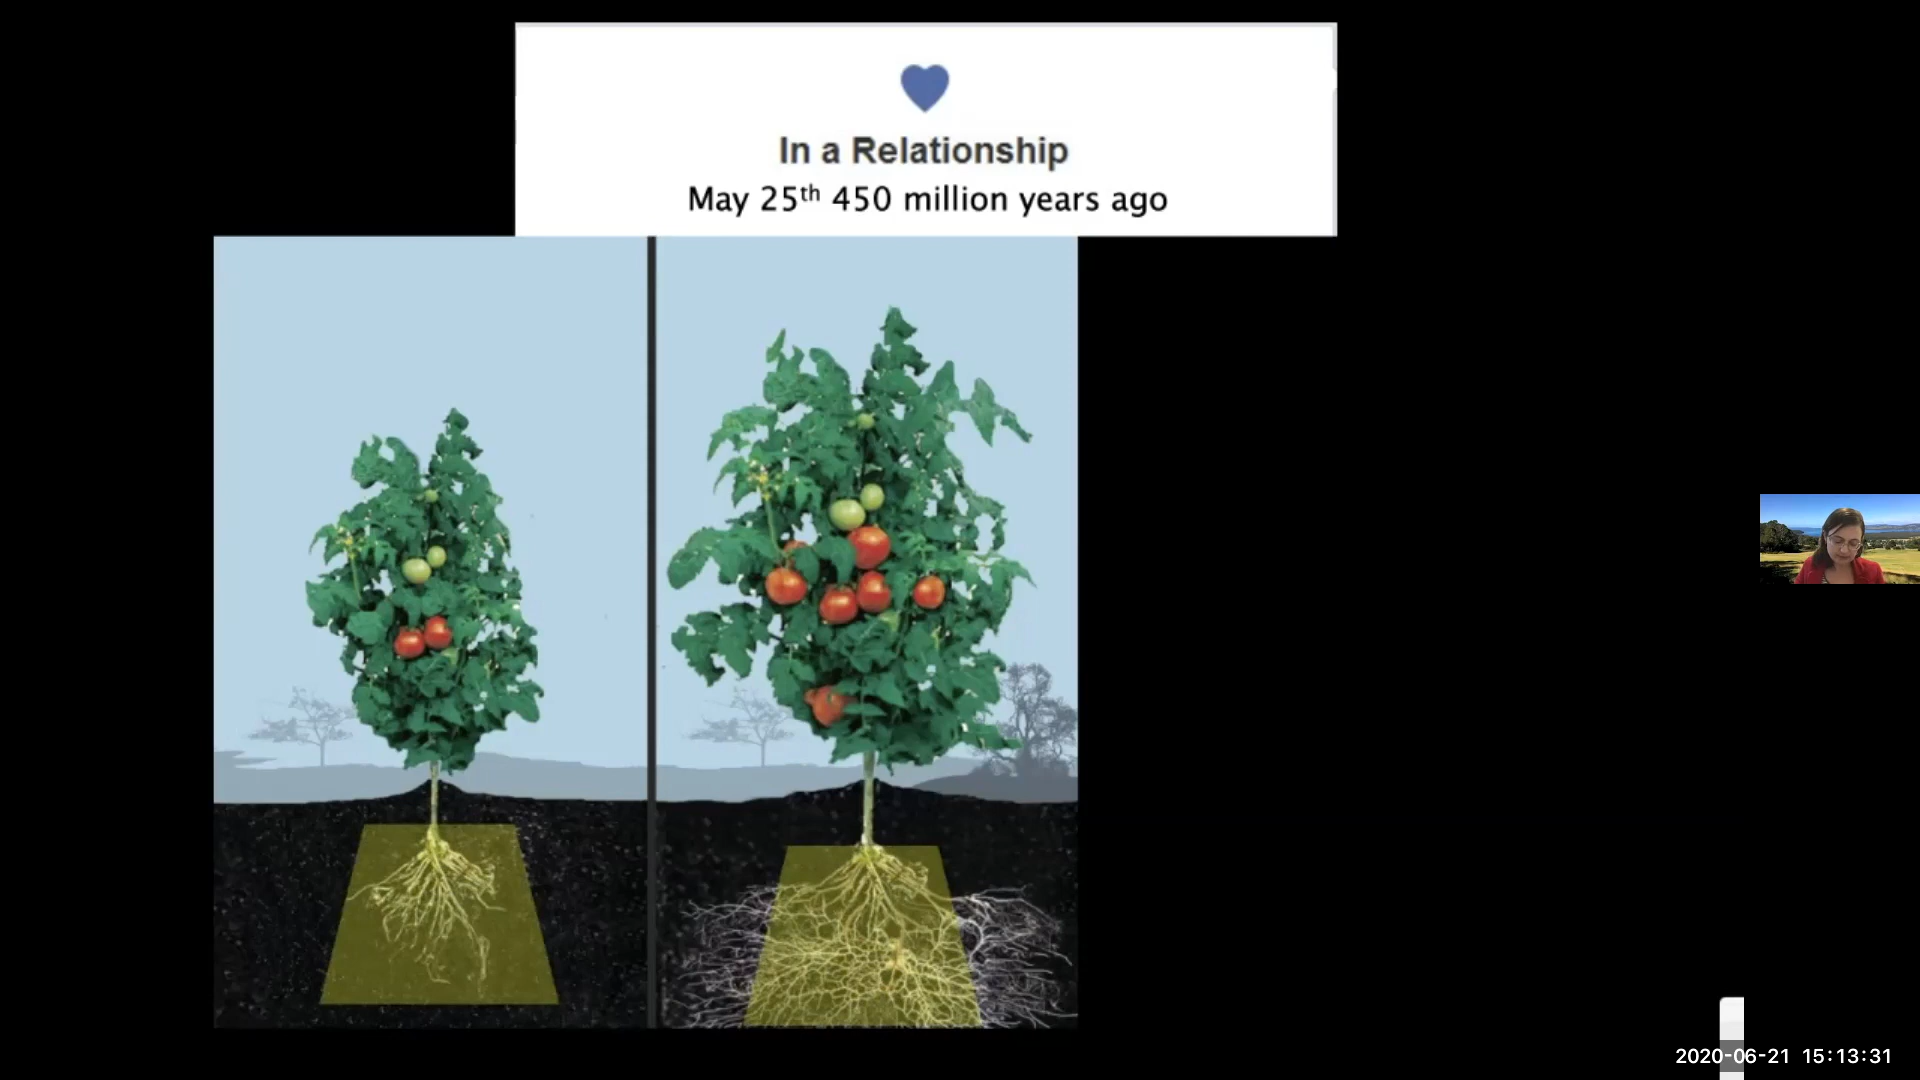 In a Relationship
May 25th 450 million years ago
2020-06-21 15:13:31